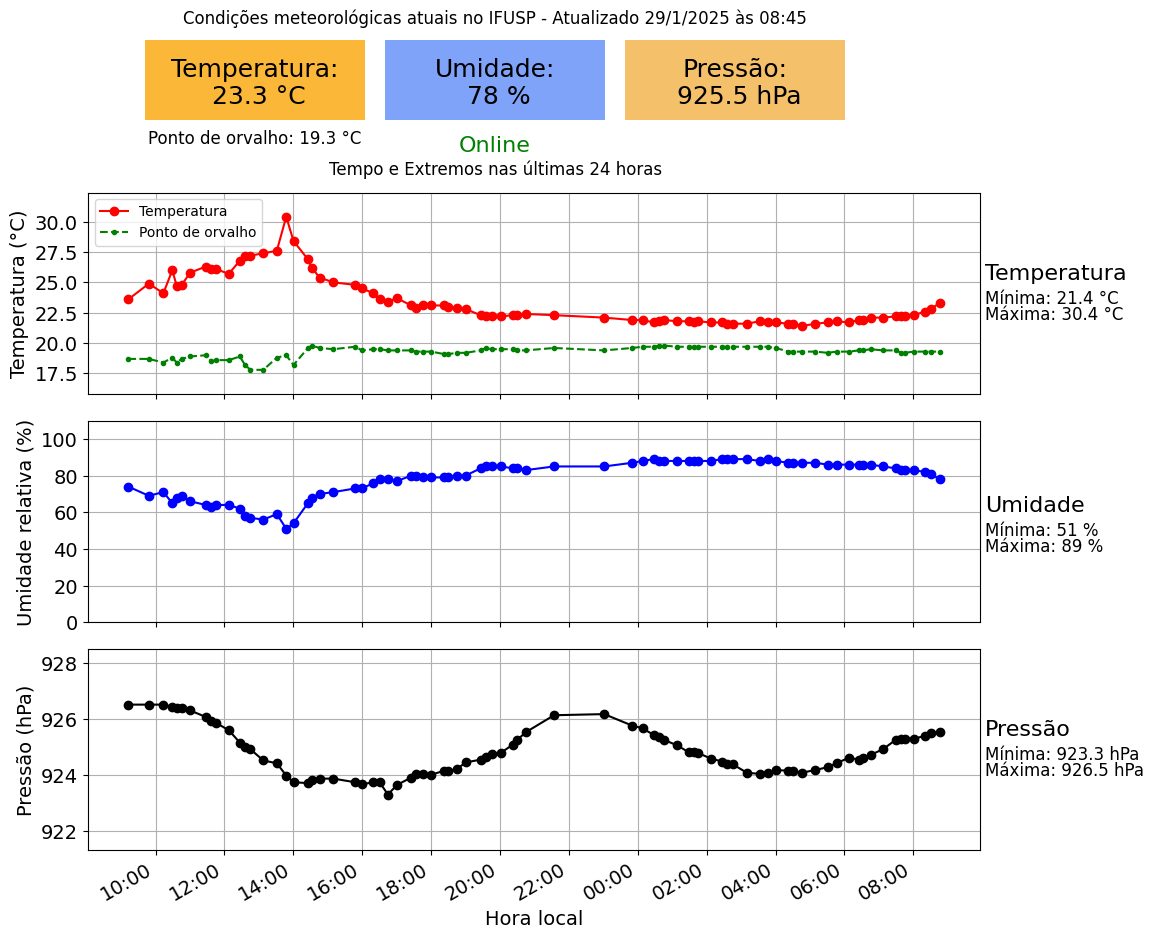 Condições meteorológicas atuais no IFUSP - Atualizado 29/1/2025 às 08:45
Temperatura:
23.3 °C
Umidade:
78 %
Pressão:
925.5 hPa
Ponto de orvalho: 19.3 °C
Online
Tempo e Extremos nas últimas 24 horas
Temperatura (°C)
30.0
27.5
25.0
22.5
20.0
17.5
Temperatura
Ponto de orvalho
Temperatura
Mínima: 21.4 °C
Máxima: 30.4 °C
Umidade relativa (%)
100
80
60
40
20
0
Umidade
Mínima: 51 %
Máxima: 89 %
Pressão (hPa)
928
926
924
922
Pressão
Mínima: 923.3 hPa
Máxima: 926.5 hPa
10:00
12:00
14:00
16:00
18:00
20:00
22:00
00:00
02:00
04:00
06:00
08:00
Hora local